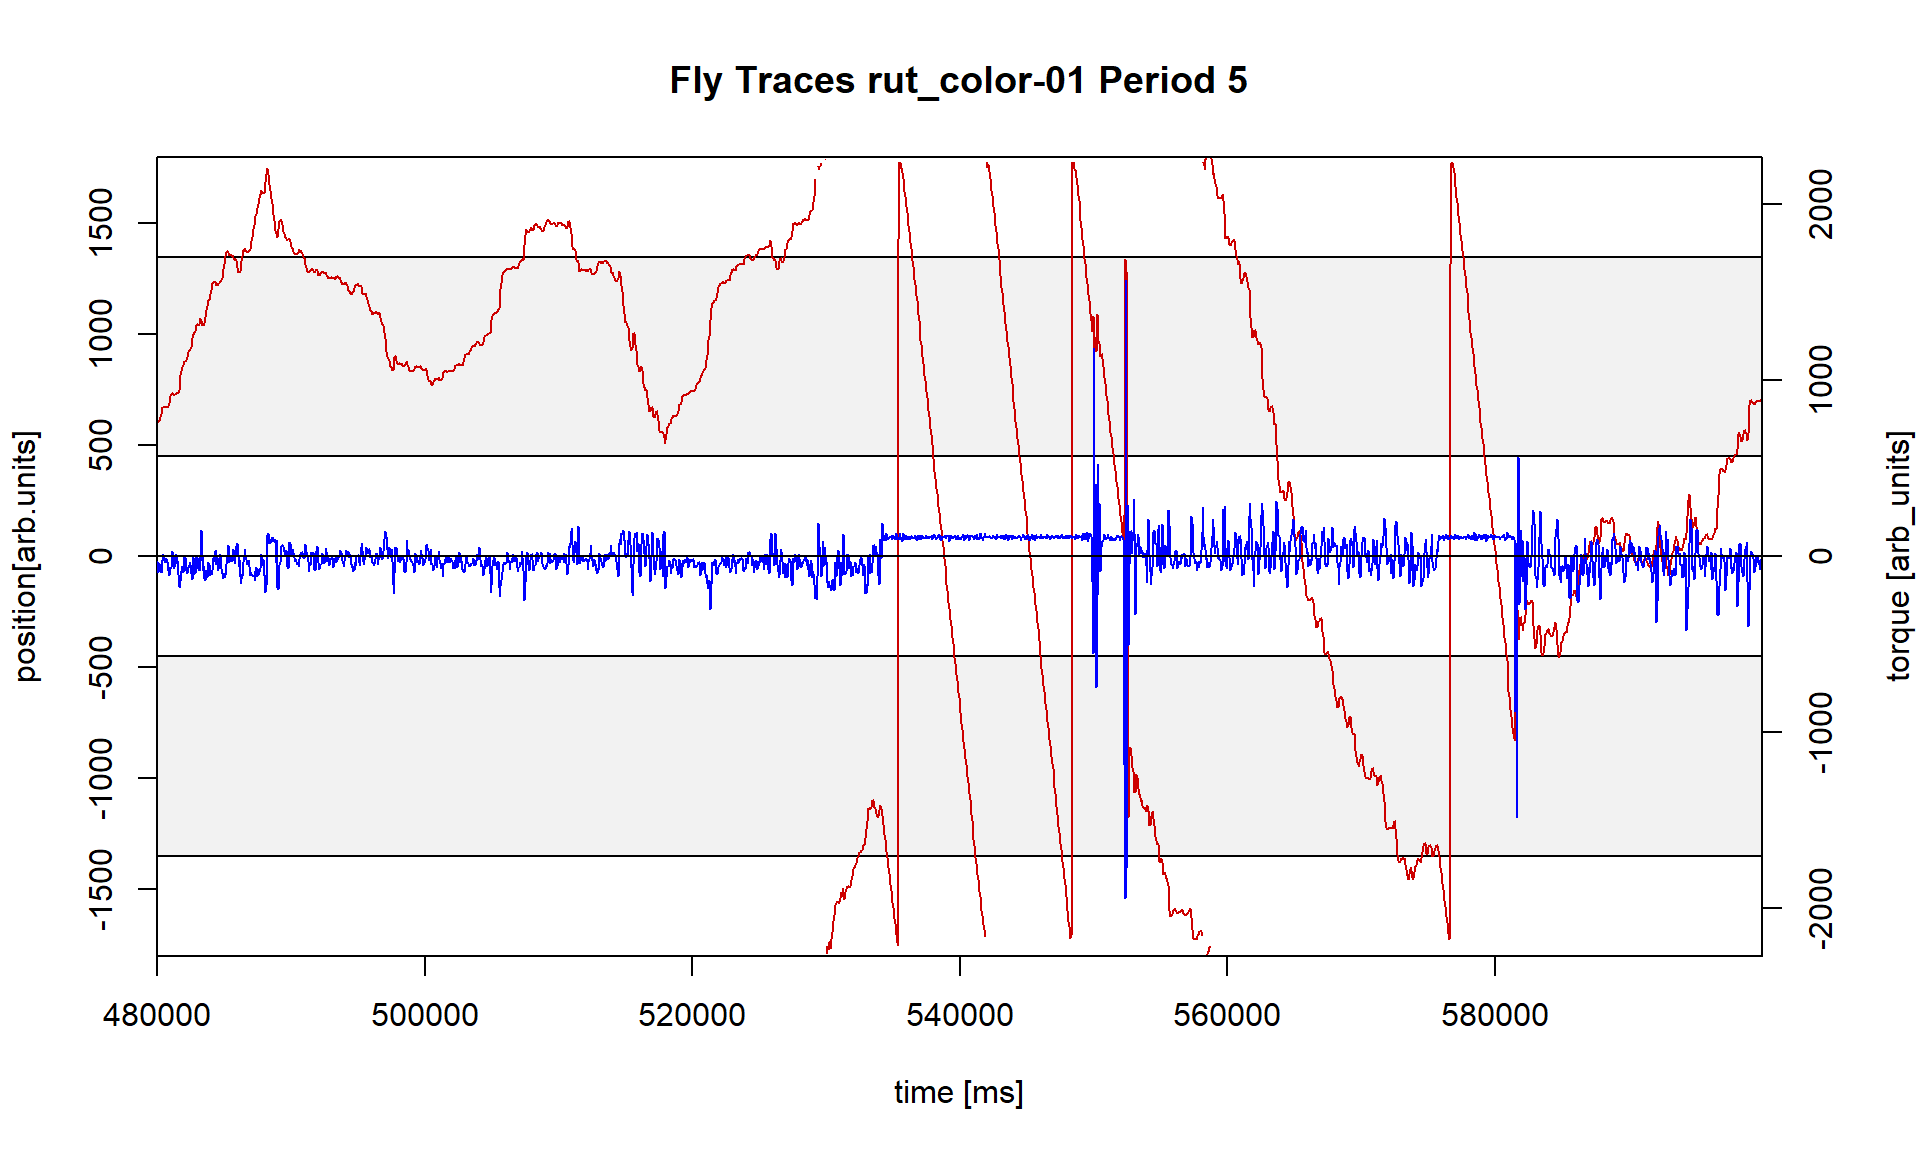 Fly Traces rut_color-01 Period 5
position[arb.units]
1500
1000
500
0
-500
-1000
-1500
2000
1000
0
-1000
-2000
torque [arb_units]
480000 500000 520000 540000 560000 580000
time [ms]